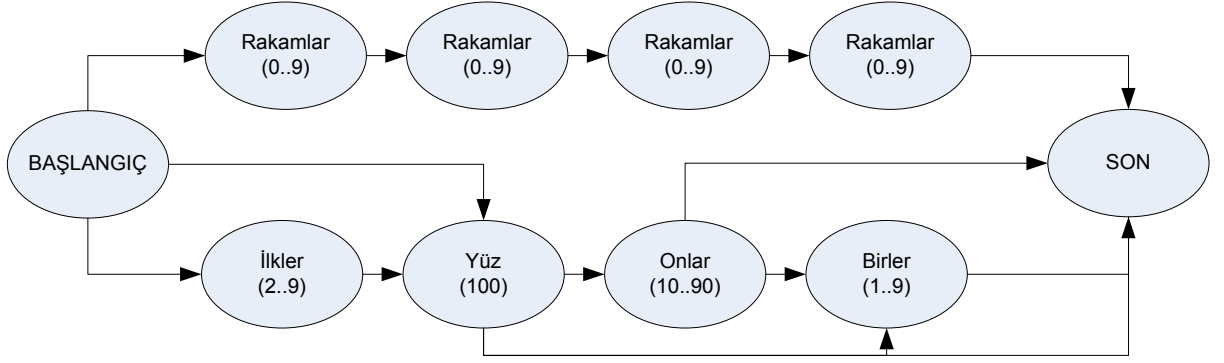 Rakamlar
(0..9)
Rakamlar
(0..9)
Rakamlar
(0..9)
Rakamlar
(0..9)
BAŞLANGIÇ
SON
İlkler
(2..9)
Yüz
(100)
Onlar
(10..90)
Birler
(1..9)